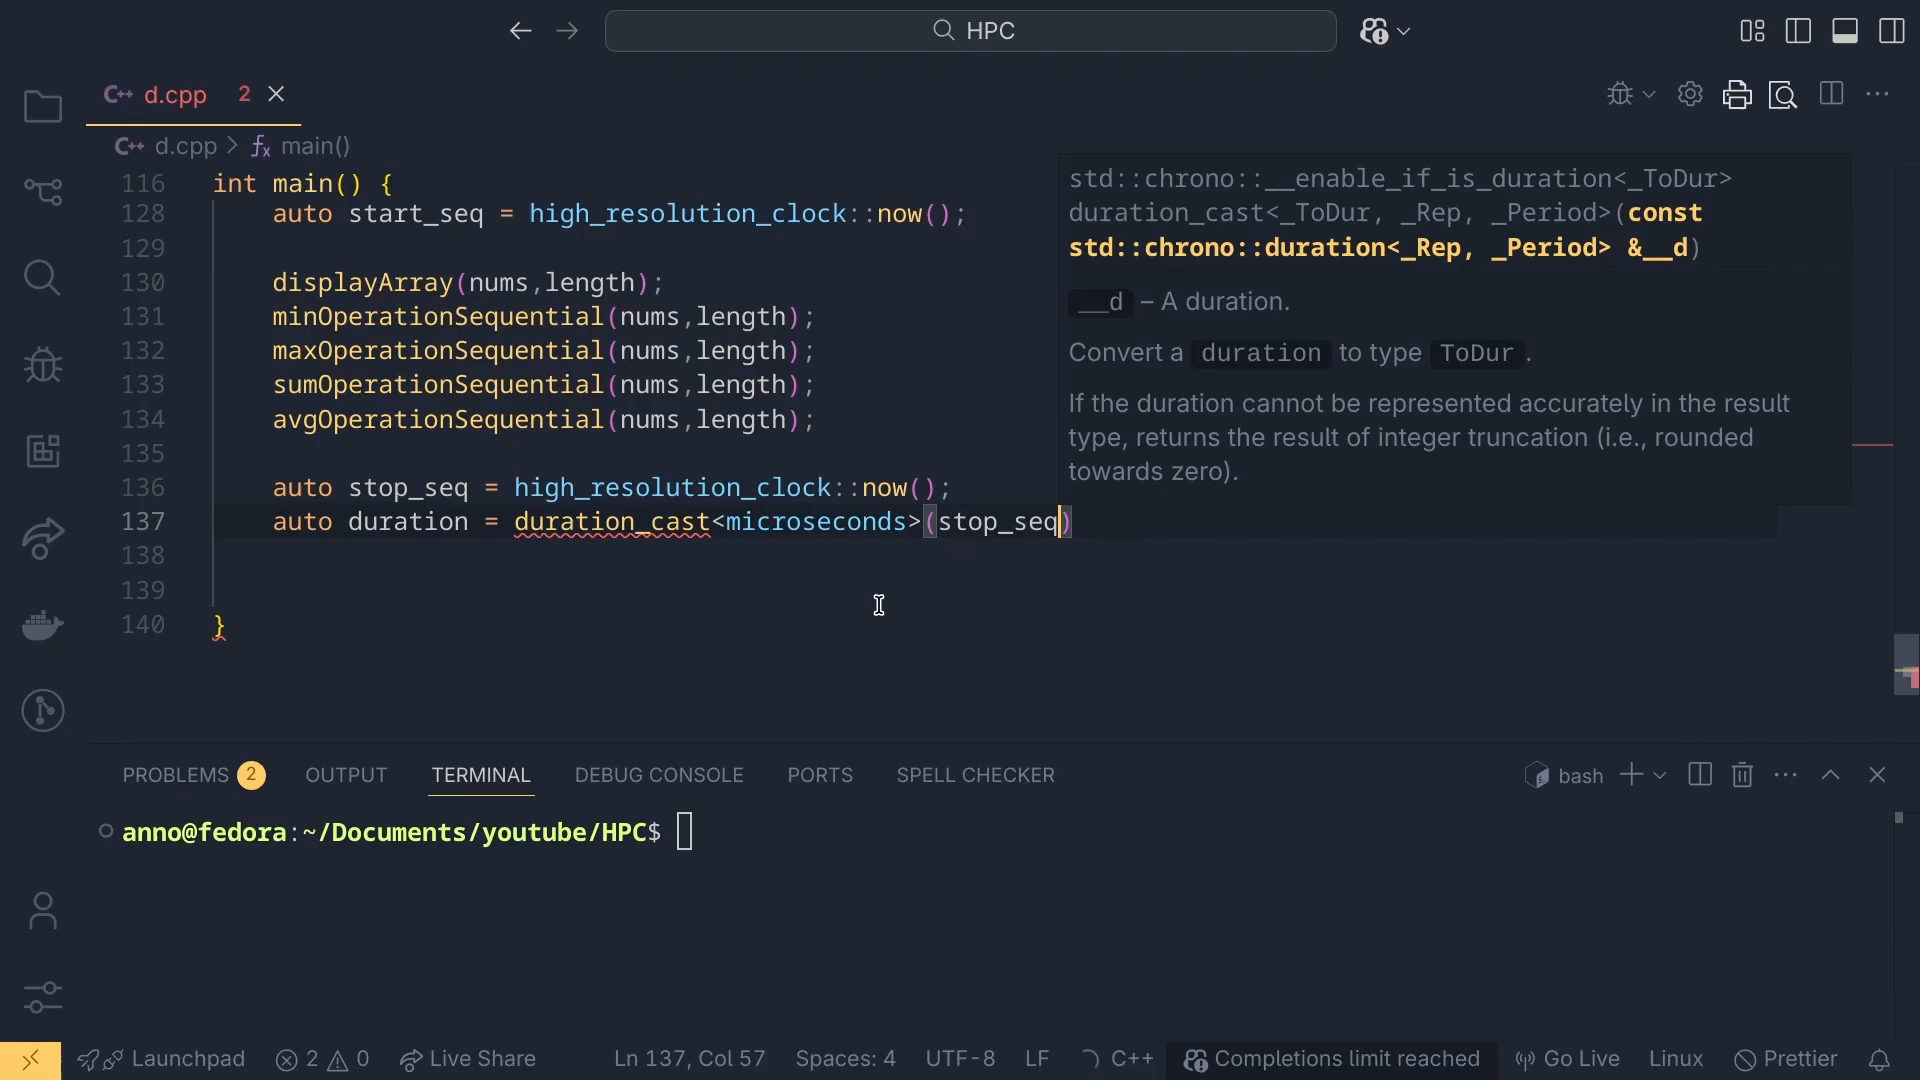 HPC
C++ d.cpp 2
C++ d.cpp > fx main()
116 int main() {
128 auto start_seq = high_resolution_clock::now();
129
130 displayArray(nums,length);
131 minOperationSequential(nums,length);
132 maxOperationSequential(nums,length);
133 sumOperationSequential(nums,length);
134 avgOperationSequential(nums,length);
135
136 auto stop_seq = high_resolution_clock::now();
137 auto duration = duration_cast<microseconds>(stop_seq)
138
139
140 }
std::chrono::__enable_if_is_duration<_ToDur>
duration_cast<_ToDur, _Rep, _Period>(const
std::chrono::duration<_Rep, _Period> &__d)
__d – A duration.
Convert a duration to type ToDur .
If the duration cannot be represented accurately in the result
type, returns the result of integer truncation (i.e., rounded
towards zero).
PROBLEMS 2 OUTPUT TERMINAL DEBUG CONSOLE PORTS SPELL CHECKER bash
anno@fedora:~/Documents/youtube/HPC$
Launchpad 2 0 Live Share Ln 137, Col 57 Spaces: 4 UTF-8 LF C++ Completions limit reached Go Live Linux Prettier